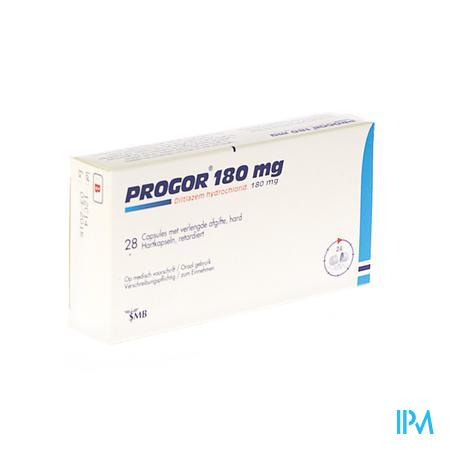 PROGOR® 180 mg
Diltiazem hydrochlorid. 180 mg
28 Capsules met verlengde afgifte, hard
Hartkapseln, retardiert
Op medisch voorschrift / Oraal gebruik
Verschreibungspflichtig / zum Einnehmen
24
SMB
B
IPM